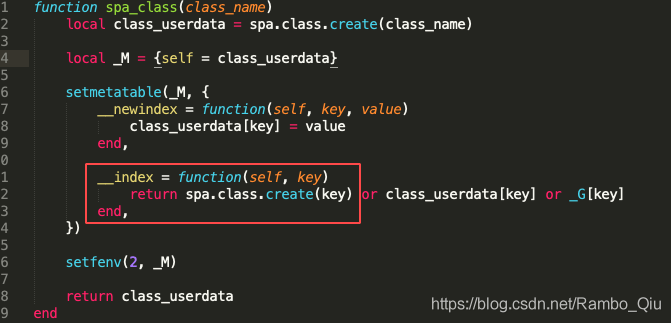 1 function spa_class(class_name)
2 local class_userdata = spa.class.create(class_name)
3
4 local _M = {self = class_userdata}
5
6 setmetatable(_M, {
7 __newindex = function(self, key, value)
8 class_userdata[key] = value
9 end,
0
1 __index = function(self, key)
2 return spa.class.create(key) or class_userdata[key] or _G[key]
3 end,
4 })
5
6 setfenv(2, _M)
7
8 return class_userdata
9 end
https://blog.csdn.net/Rambo_Qiu